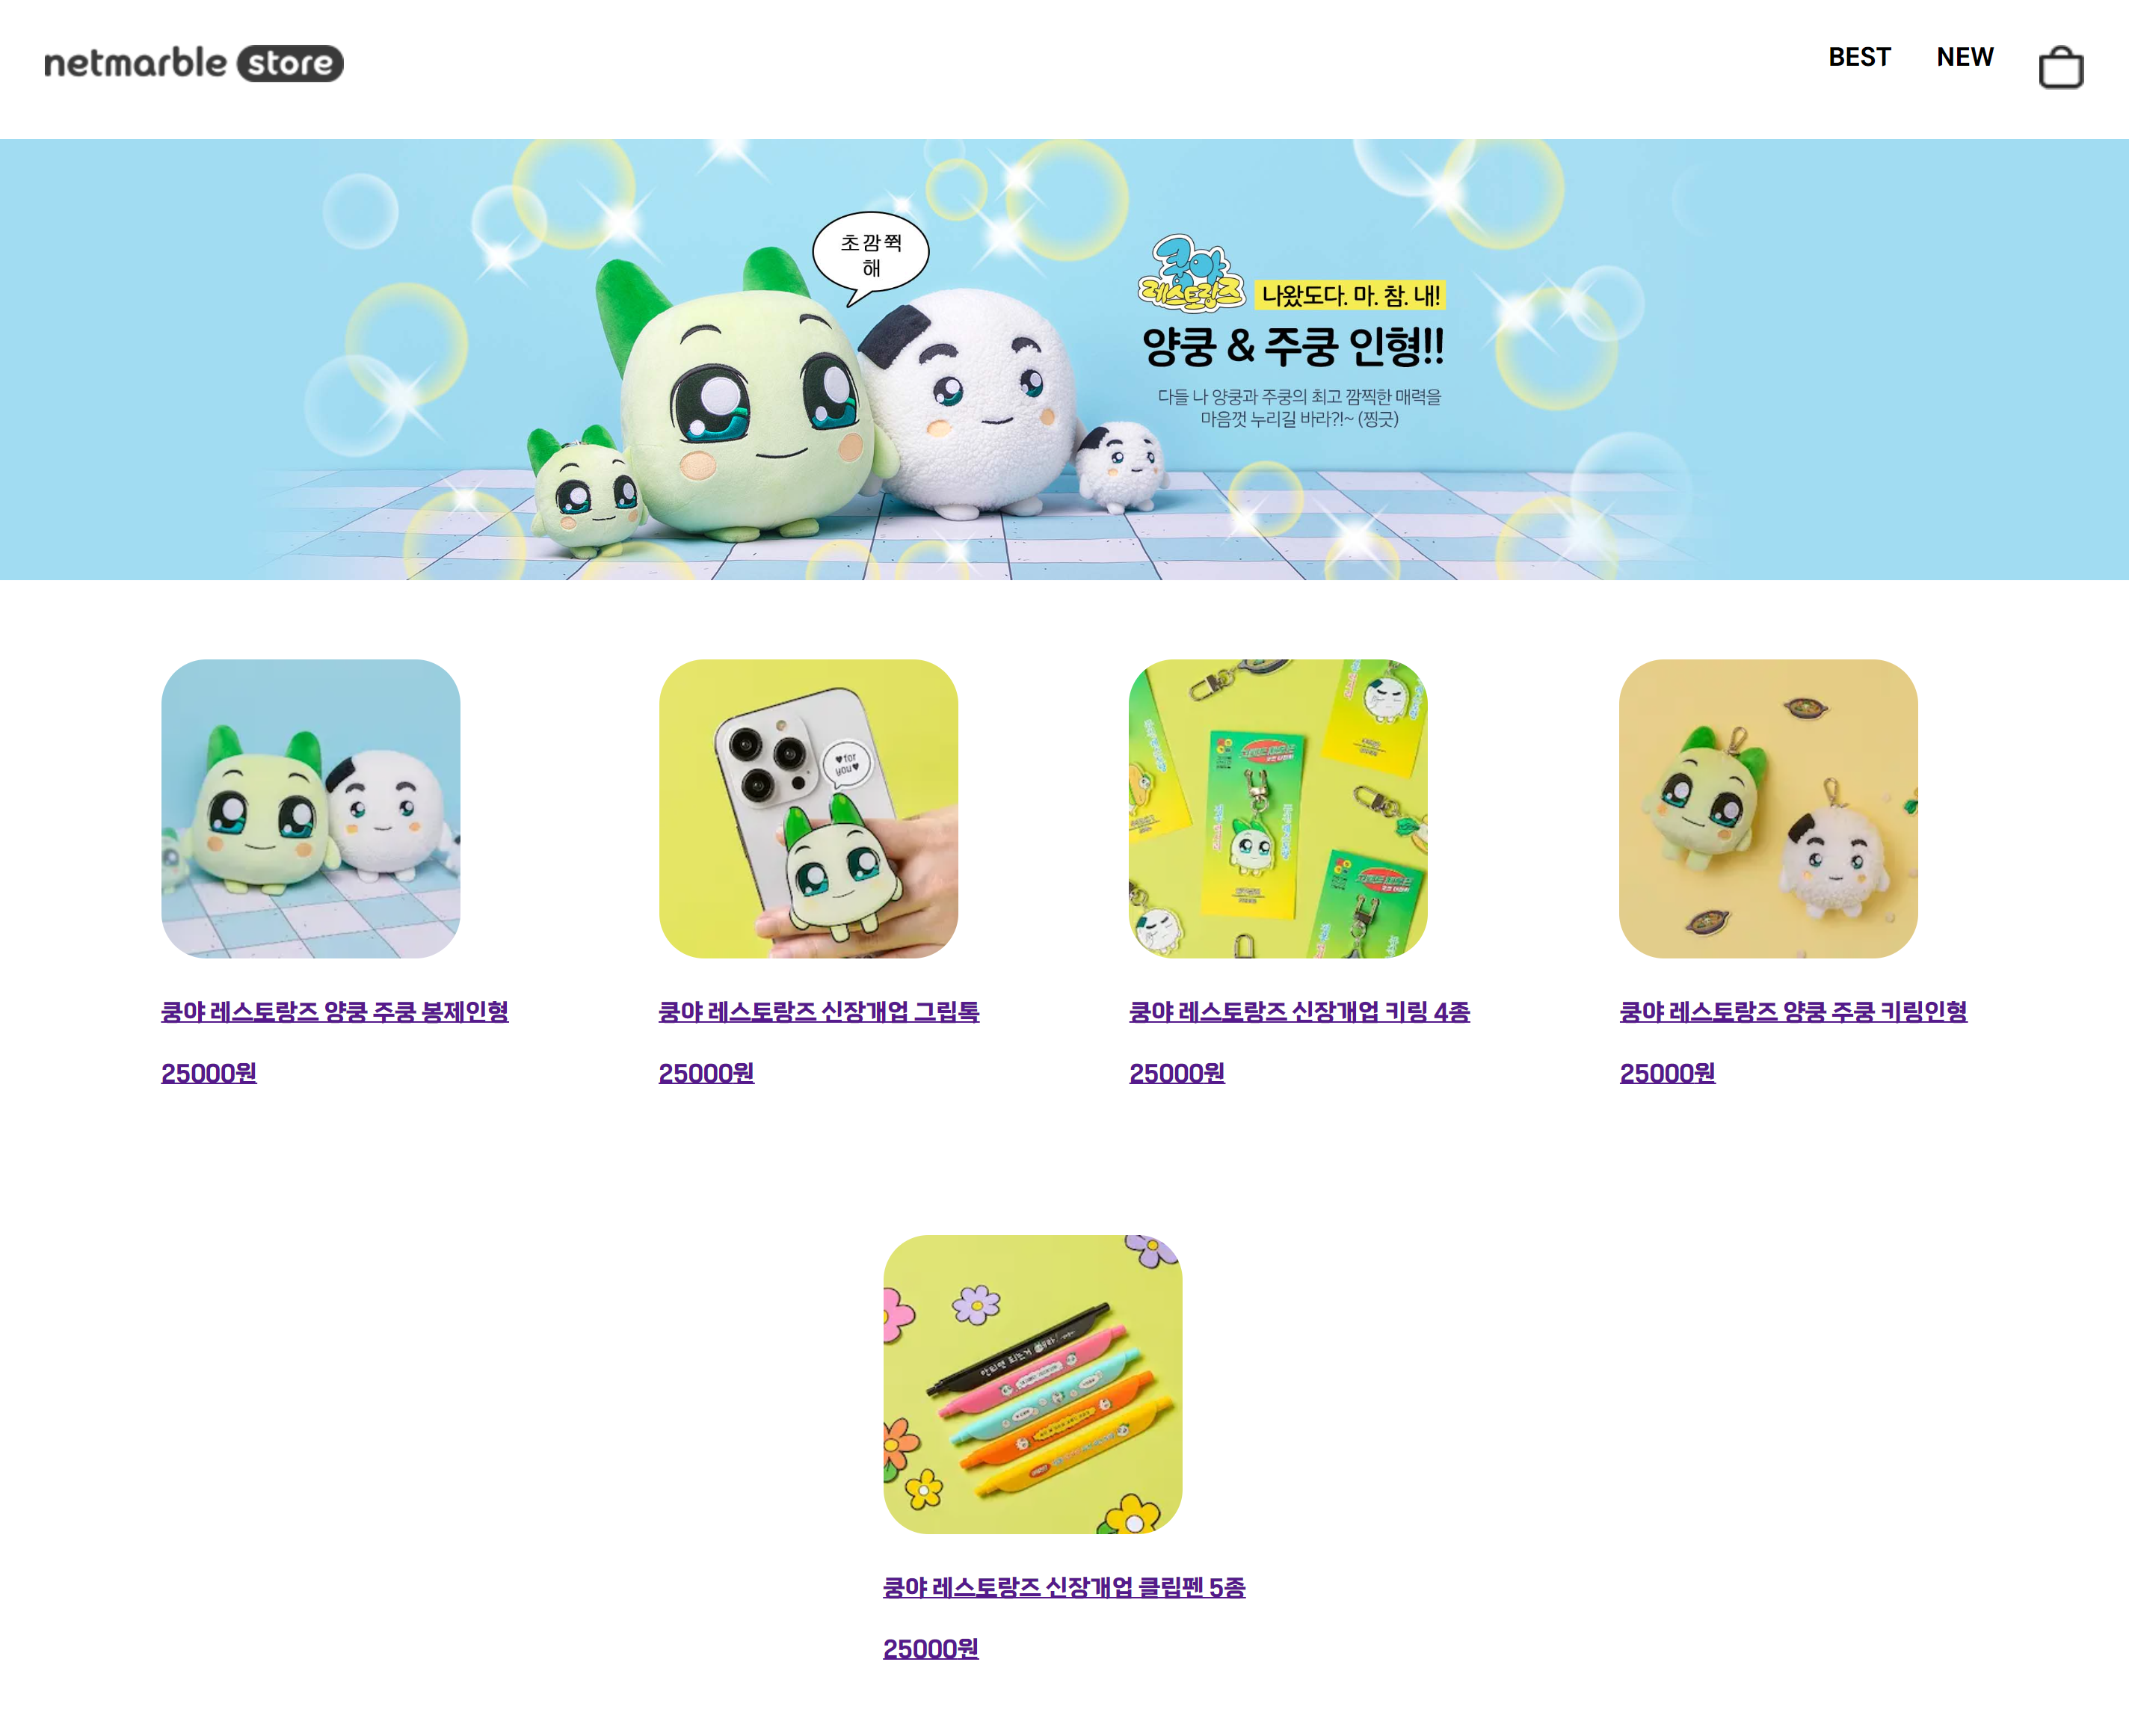 netmarble store
BEST NEW
초깜찍
해
쿵야
레스토랑즈
나왔도다. 마. 참. 내!
양쿵 & 주쿵 인형!!
다들 나 양쿵과 주쿵의 최고 깜찍한 매력을
마음껏 누리길 바라?!~ (찡긋)
♥for
you♥
쿵야 레스토랑즈 양쿵 주쿵 봉제인형
25000원
쿵야 레스토랑즈 신장개업 그립톡
25000원
쿵야 레스토랑즈 신장개업 키링 4종
25000원
쿵야 레스토랑즈 양쿵 주쿵 키링인형
25000원
쿵야 레스토랑즈 신장개업 클립펜 5종
25000원